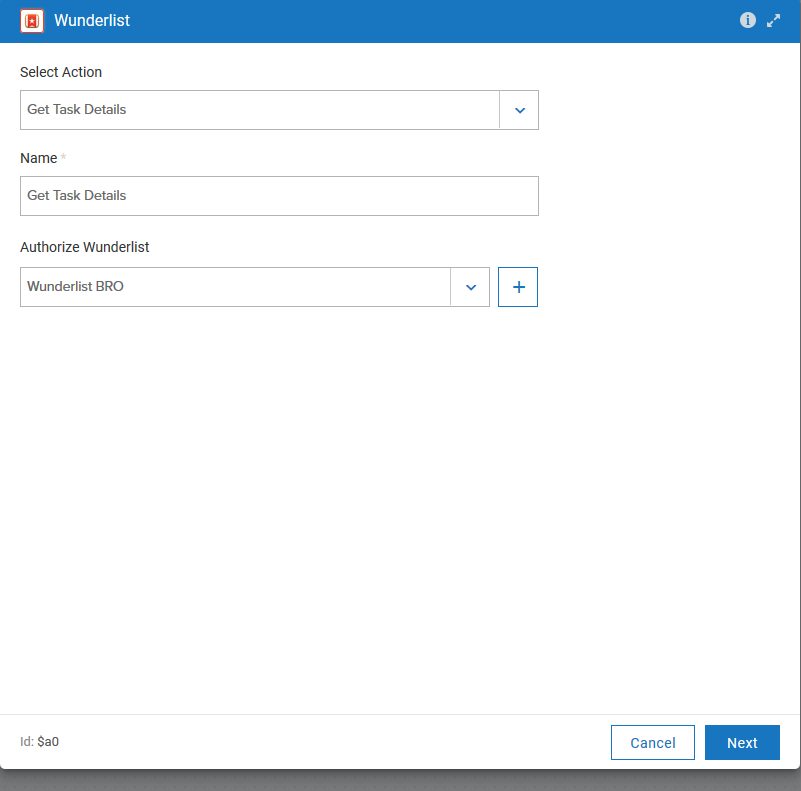 Wunderlist
Select Action
Get Task Details
Name *
Get Task Details
Authorize Wunderlist
Wunderlist BRO
+
Id: $a0
Cancel
Next